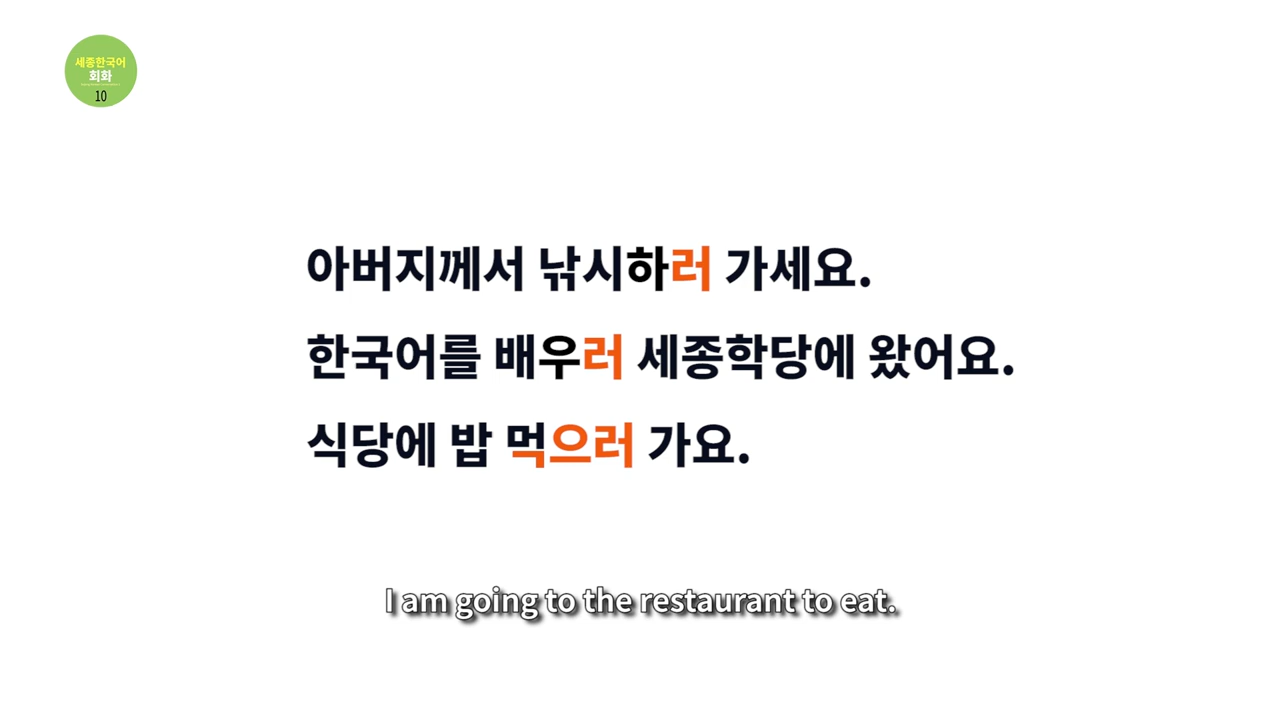 세종한국어
회화
10
아버지께서 낚시하러 가세요.
한국어를 배우러 세종학당에 왔어요.
식당에 밥 먹으러 가요.
I am going to the restaurant to eat.